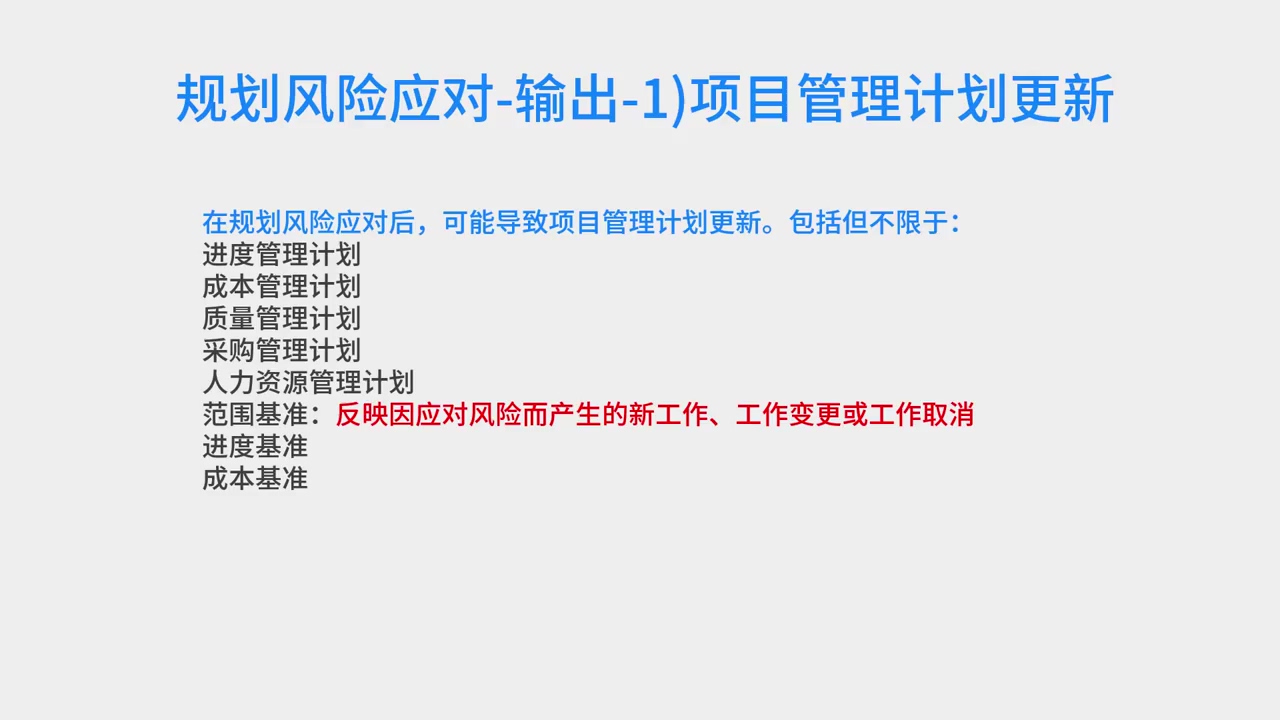 规划风险应对-输出-1)项目管理计划更新
在规划风险应对后，可能导致项目管理计划更新。包括但不限于：
进度管理计划
成本管理计划
质量管理计划
采购管理计划
人力资源管理计划
范围基准：反映因应对风险而产生的新工作、工作变更或工作取消
进度基准
成本基准